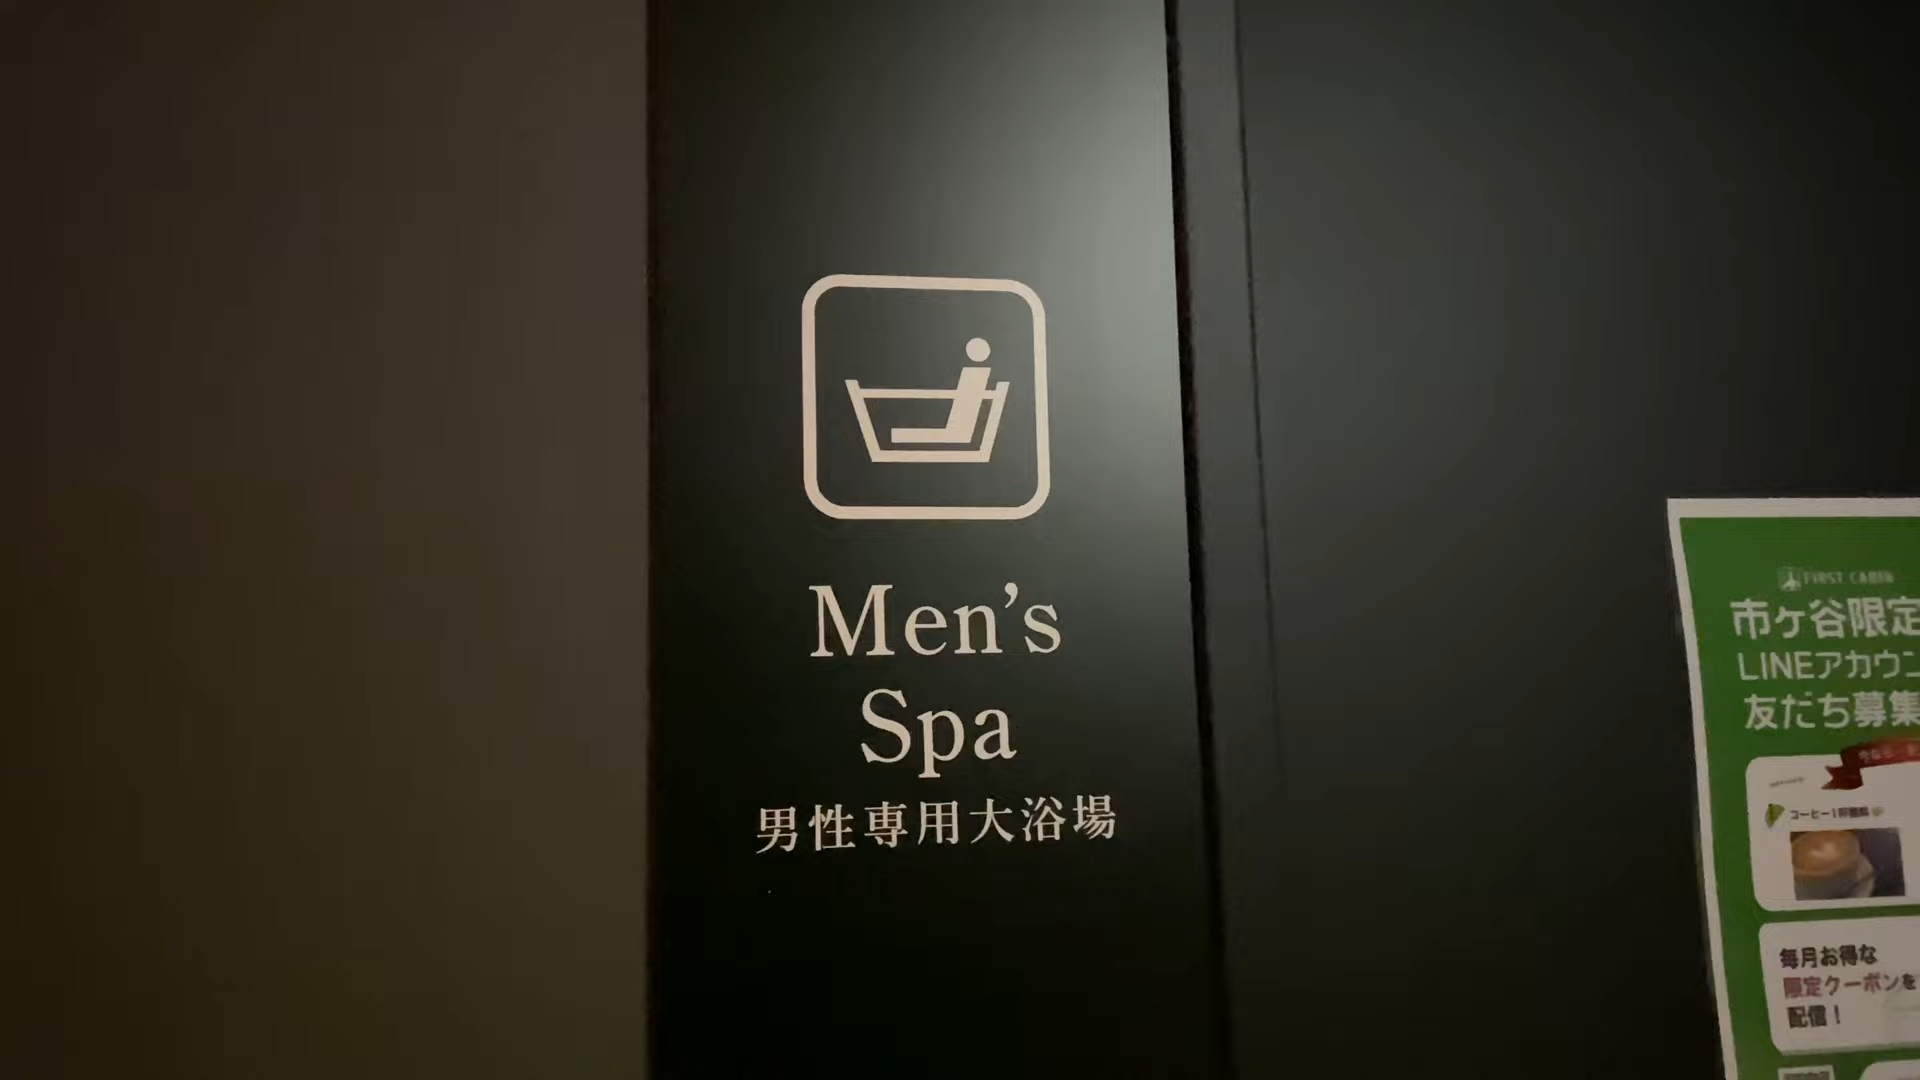 Men's
Spa
男性専用大浴場
FIRST CABIN
市ヶ谷限定
LINEアカウン
友だち募集
コーヒー1杯無料
毎月お得な
限定クーポンを
配信！